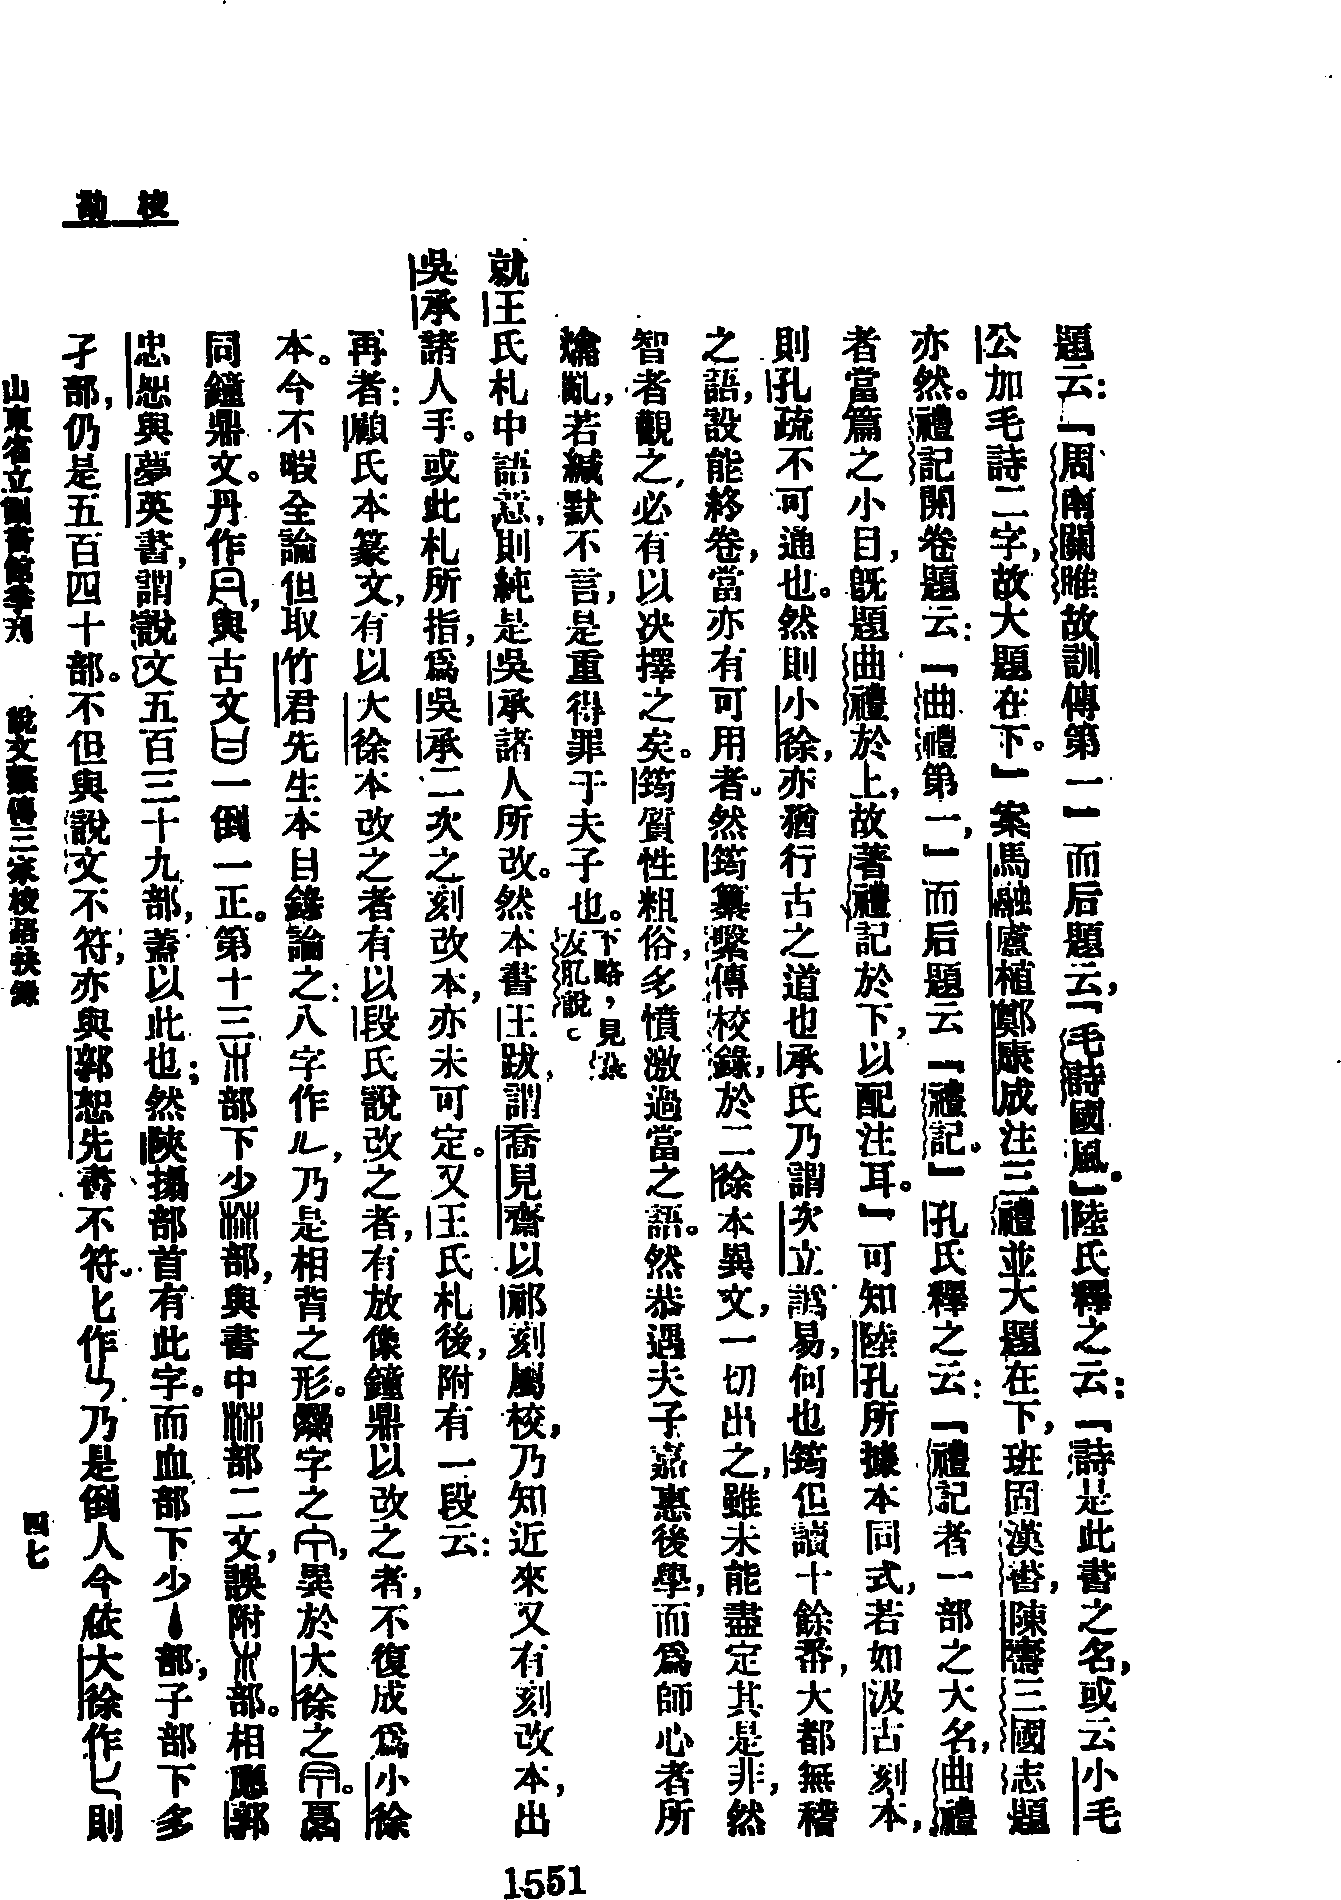 校勘
題云：「周南關雎故訓傳第一」而后題云，「毛詩國風。」陸氏釋之云：「詩是此書之名，或云小毛
公加毛詩二字，故大題在下。」案馬融盧植鄭康成注三禮並大題在下，班固漢書，陳壽三國志題
亦然。禮記開卷題云：「曲禮第一，」而后題云「禮記。」孔氏釋之云：「禮記者一部之大名，曲禮
者當篇之小目，旣題曲禮於上，故著禮記於下，以配注耳。」可知陸孔所據本同式，若如汲古刻本，
則孔疏不可通也。然則小徐，亦猶行古之道也承氏乃謂次立譌易，何也筠但讀十餘番，大都無稽
之語，設能終卷，當亦有可用者。然筠纂繫傳校錄，於二徐本異文，一切出之，雖未能盡定其是非，然
智者觀之，必有以決擇之矣。筠質性粗俗，多憤激過當之語。然恭遇夫子嘉惠後學，而爲師心者所
爚亂，若緘默不言，是重得罪于夫子也。下略，見
肊說。
就王氏札中語意，則純是吳承諸人所改。然本書王跋，謂喬見齋以祁刻屬校，乃知近來又有刻改本，出
吳承諸人手。或此札所指，爲吳承二次之刻改本，亦未可定。又王氏札後，附有一段云：
再者：顧氏本篆文，有以大徐本改之者有以段氏說改之者，有放像鐘鼎以改之者，不復成爲小徐
本。今不暇全論但取竹君先生本目錄論之：八字作，乃是相背之形。字之，異於大徐之。
同鐘鼎文。丹作，與古文一倒一正。第十三部下少部，與書中部二文，誤附部。相應郭
忠恕與夢英書，謂說文五百三十九部，蓋以此也；然陝搨部首有此字。而血部下少部，子部下多
孑部，仍是五百四十部。不但與說文不符，亦與郭恕先書不符。匕作乃是倒人今依大徐作則
山東省立圖書館季刊　說文繫傳三家校語抉錄　四七
1551